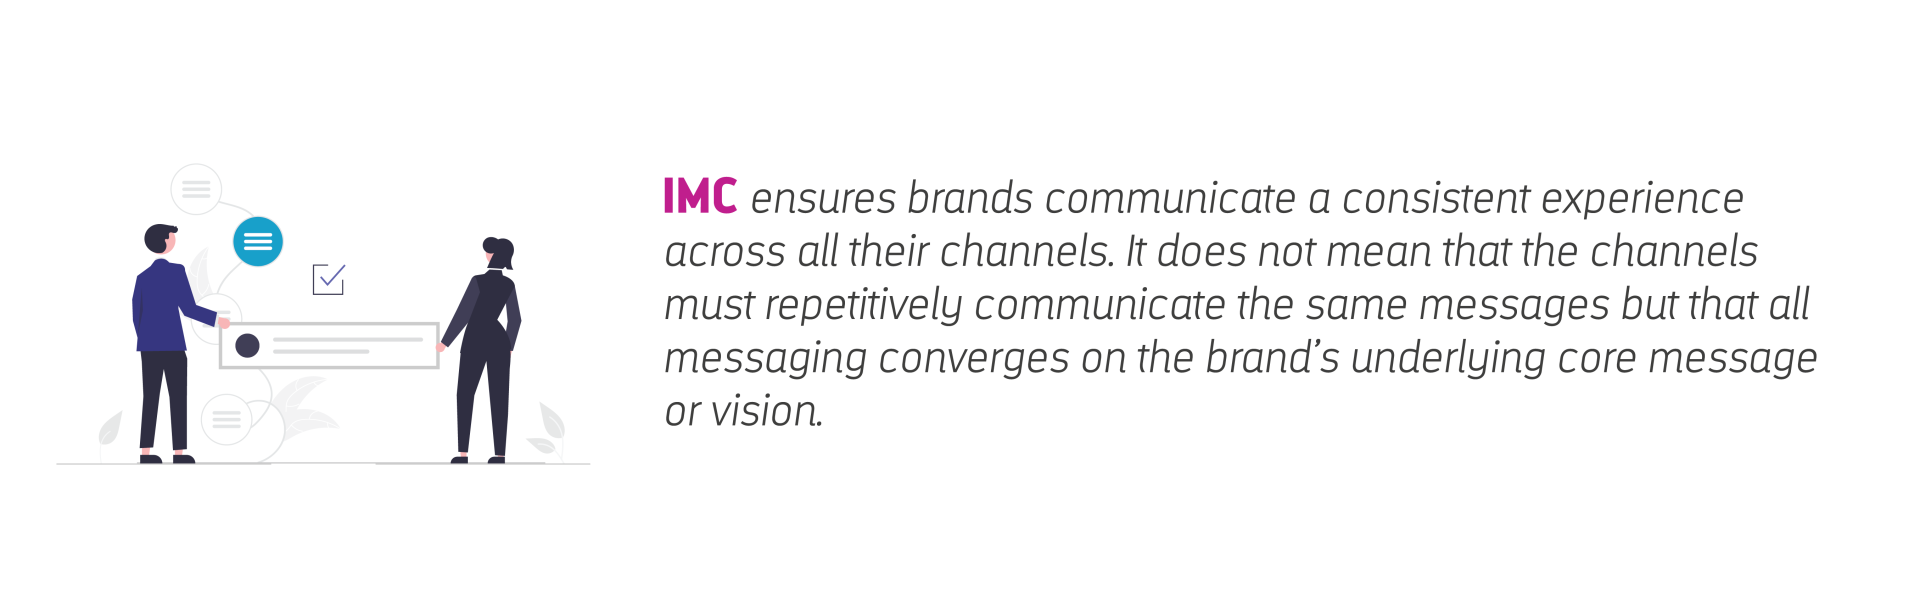 IMC ensures brands communicate a consistent experience
across all their channels. It does not mean that the channels
must repetitively communicate the same messages but that all
messaging converges on the brand’s underlying core message
or vision.